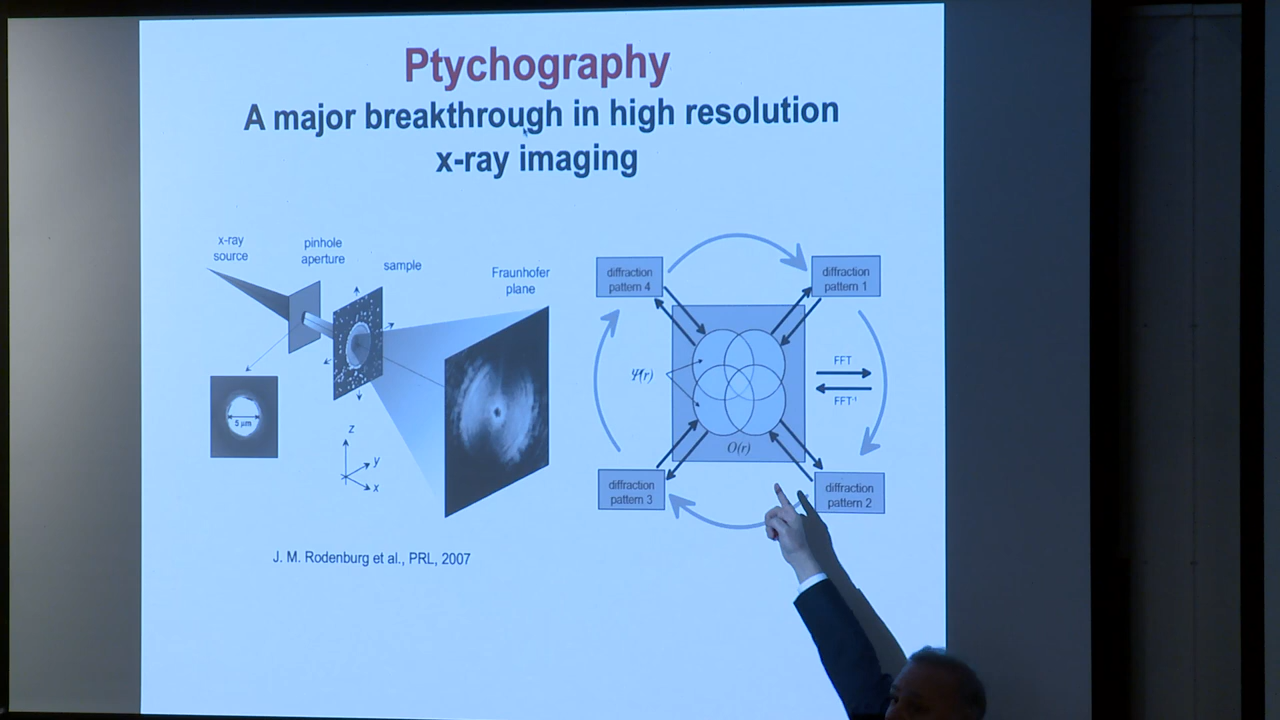 Ptychography
A major breakthrough in high resolution
x-ray imaging
x-ray
source
pinhole
aperture
sample
Fraunhofer
plane
5 µm
z
y
x
J. M. Rodenburg et al., PRL, 2007
diffraction
pattern 4
diffraction
pattern 1
Ψ(r)
FFT
FFT⁻¹
O(r)
diffraction
pattern 3
diffraction
pattern 2